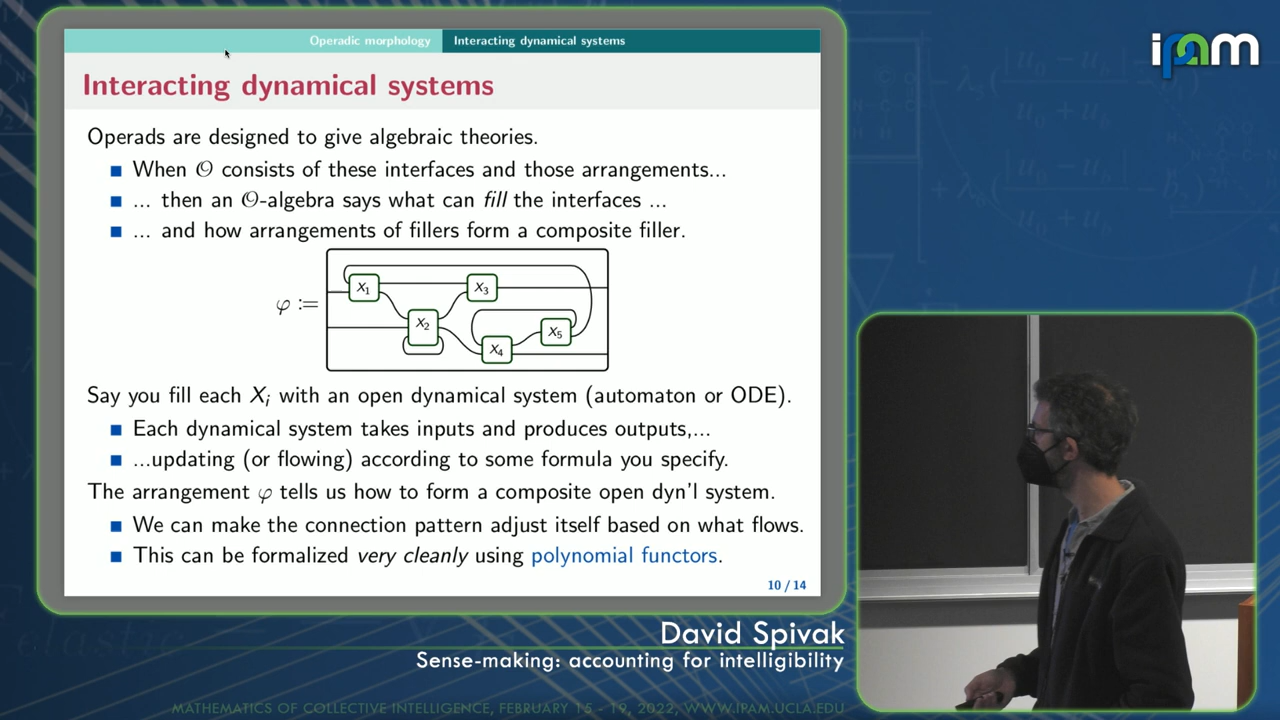 ipam
Operadic morphology Interacting dynamical systems
Interacting dynamical systems
Operads are designed to give algebraic theories.
■ When 𝒪 consists of these interfaces and those arrangements...
■ ... then an 𝒪-algebra says what can fill the interfaces ...
■ ... and how arrangements of fillers form a composite filler.
φ :=
X1
X3
X2
X5
X4
Say you fill each Xi with an open dynamical system (automaton or ODE).
■ Each dynamical system takes inputs and produces outputs,...
■ ...updating (or flowing) according to some formula you specify.
The arrangement φ tells us how to form a composite open dyn'l system.
■ We can make the connection pattern adjust itself based on what flows.
■ This can be formalized very cleanly using polynomial functors.
10 / 14
David Spivak
Sense-making: accounting for intelligibility
MATHEMATICS OF COLLECTIVE INTELLIGENCE, FEBRUARY 15 - 19, 2022, WWW.IPAM.UCLA.EDU